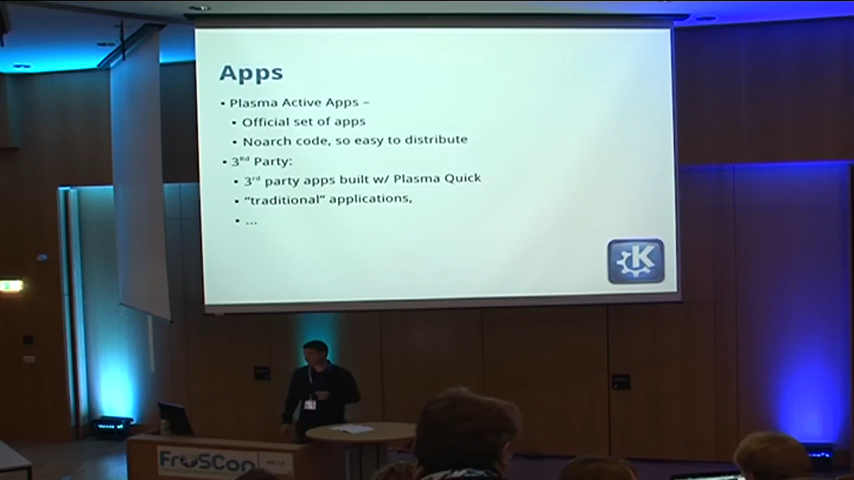 Apps
• Plasma Active Apps –
• Official set of apps
• Noarch code, so easy to distribute
• 3Rd Party:
• 3rd party apps built w/ Plasma Quick
• “traditional” applications,
• ...
K
FrOSCon